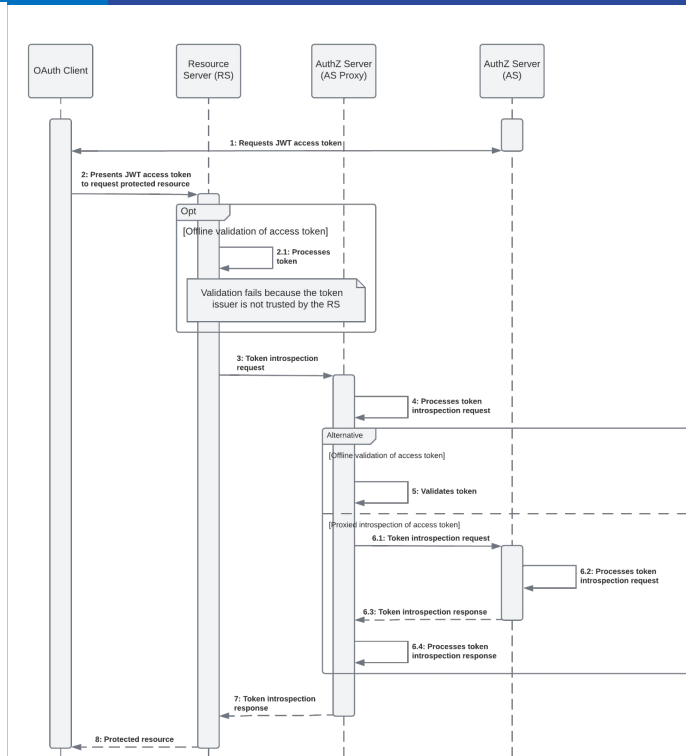 OAuth Client
Resource
Server (RS)
AuthZ Server
(AS Proxy)
AuthZ Server
(AS)
1: Requests JWT access token
2: Presents JWT access token
to request protected resource
Opt
[Offline validation of access token]
2.1: Processes
token
Validation fails because the token
issuer is not trusted by the RS
3: Token introspection
request
4: Processes token
introspection request
Alternative
[Offline validation of access token]
5: Validates token
[Proxied introspection of access token]
6.1: Token introspection request
6.2: Processes token
introspection request
6.3: Token introspection response
6.4: Processes token
introspection response
7: Token introspection
response
8: Protected resource